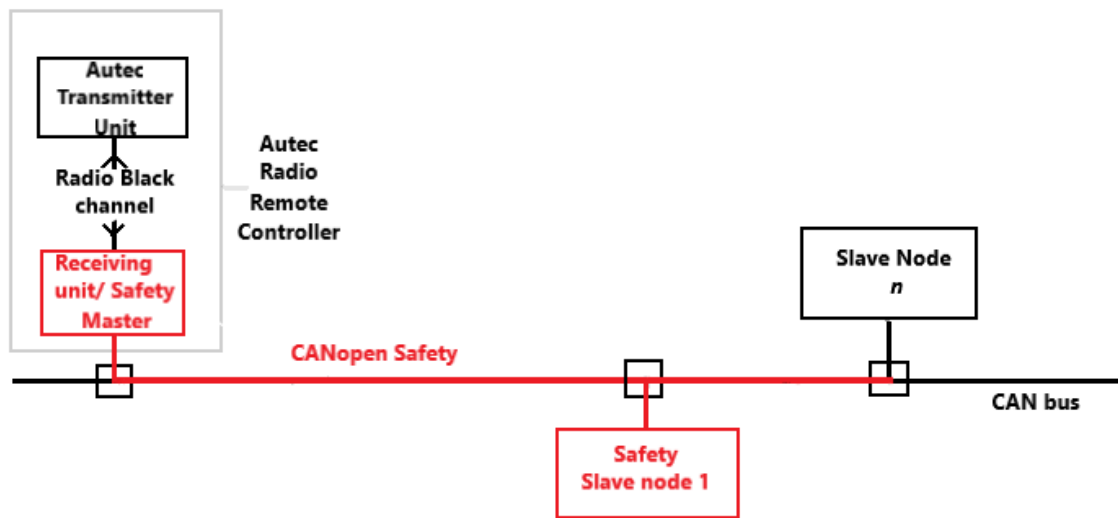 Autec
Transmitter
Unit
Radio Black
channel
Receiving
unit/ Safety
Master
Autec
Radio
Remote
Controller
CANopen Safety
Slave Node
n
CAN bus
Safety
Slave node 1